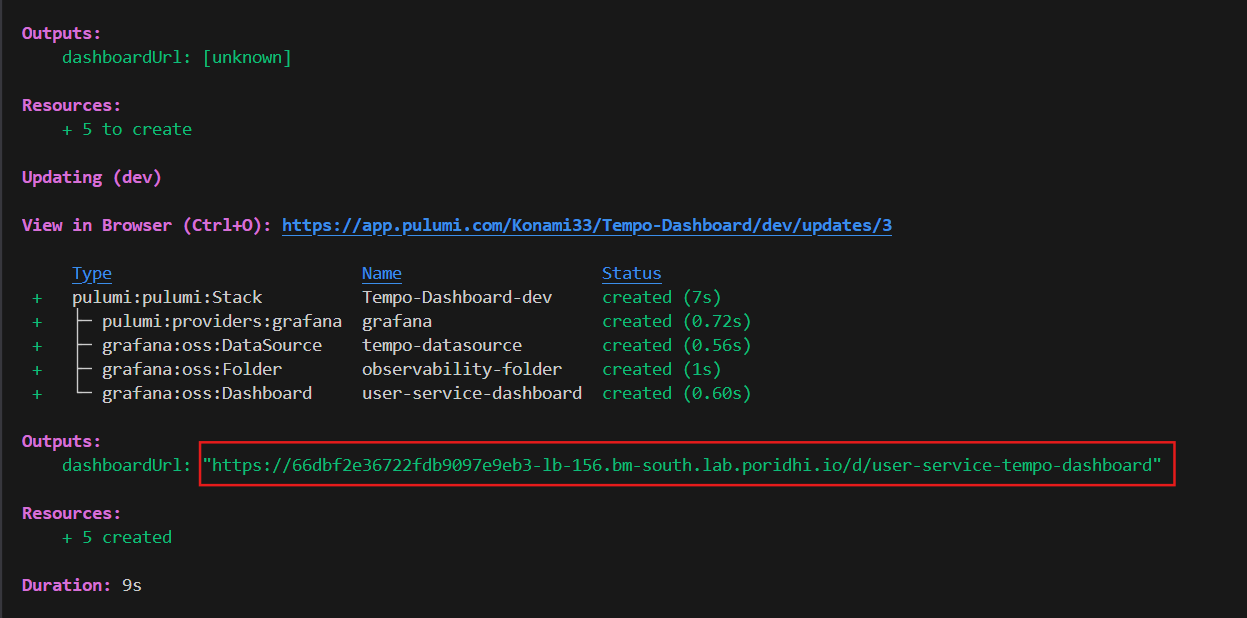 Outputs:
dashboardUrl: [unknown]
Resources:
+ 5 to create
Updating (dev)
View in Browser (Ctrl+O): https://app.pulumi.com/Konami33/Tempo-Dashboard/dev/updates/3
Type Name Status
+ pulumi:pulumi:Stack Tempo-Dashboard-dev created (7s)
+ ├─ pulumi:providers:grafana grafana created (0.72s)
+ ├─ grafana:oss:DataSource tempo-datasource created (0.56s)
+ ├─ grafana:oss:Folder observability-folder created (1s)
+ └─ grafana:oss:Dashboard user-service-dashboard created (0.60s)
Outputs:
dashboardUrl: "https://66dbf2e36722fdb9097e9eb3-lb-156.bm-south.lab.poridhi.io/d/user-service-tempo-dashboard"
Resources:
+ 5 created
Duration: 9s